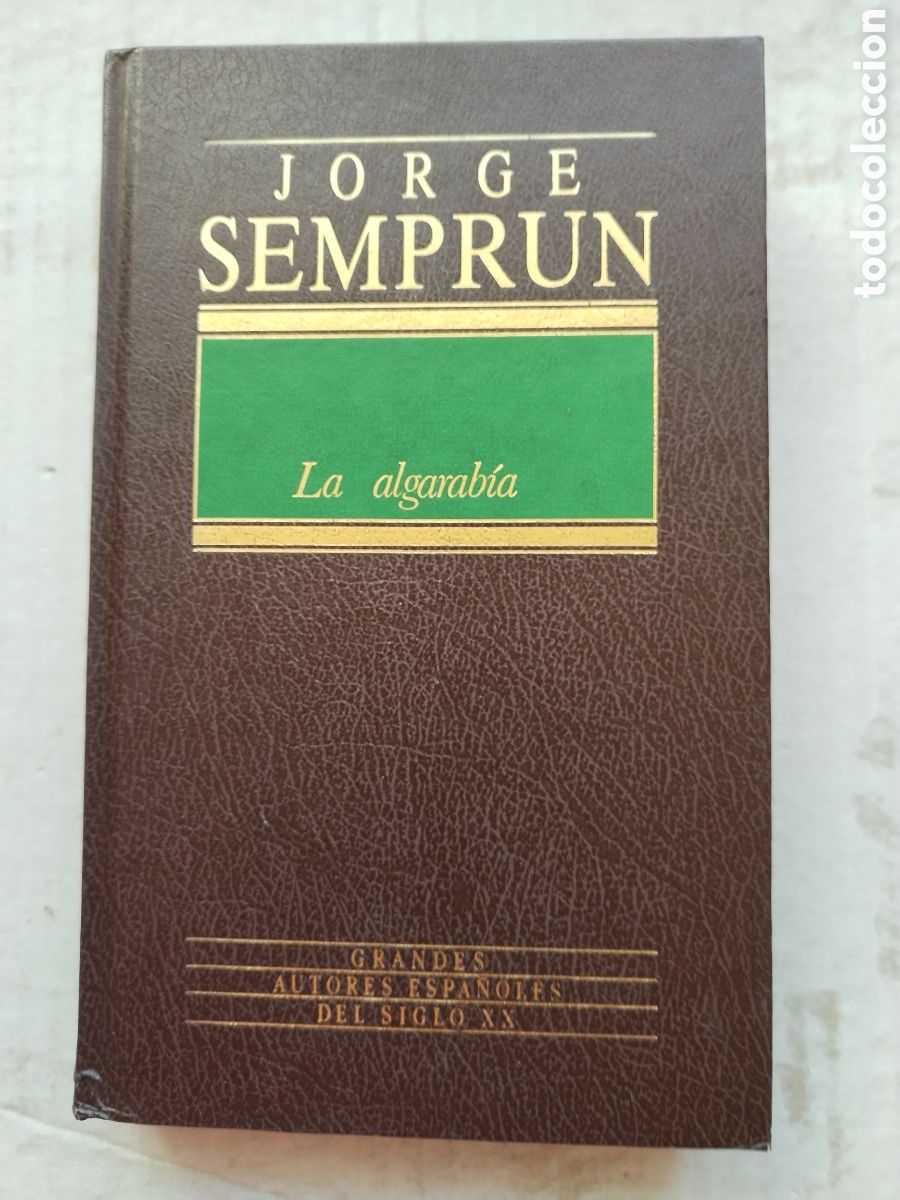 JORGE
SEMPRUN
La algarabía
GRANDES
AUTORES ESPAÑOLES
DEL SIGLO XX
todocoleccion